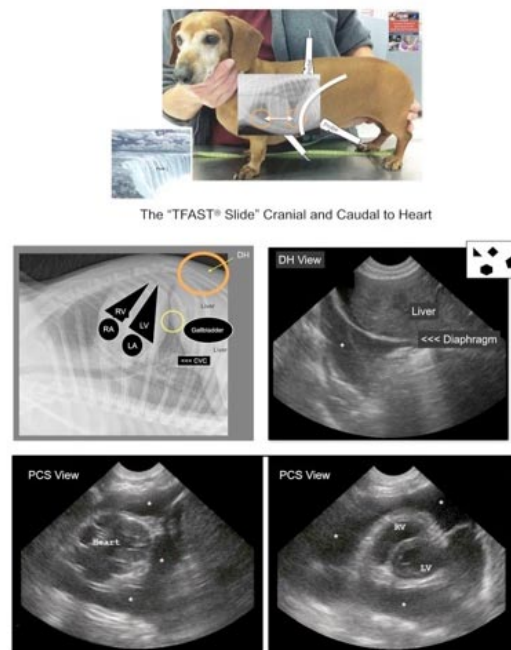 The "TFAST® Slide" Cranial and Caudal to Heart
DH
RV
LV
RA
LA
Liver
Gallbladder
Liver
<<< CVC
DH View
Liver
<<< Diaphragm
*
PCS View
*
Heart
*
*
PCS View
*
*
RV
LV
*